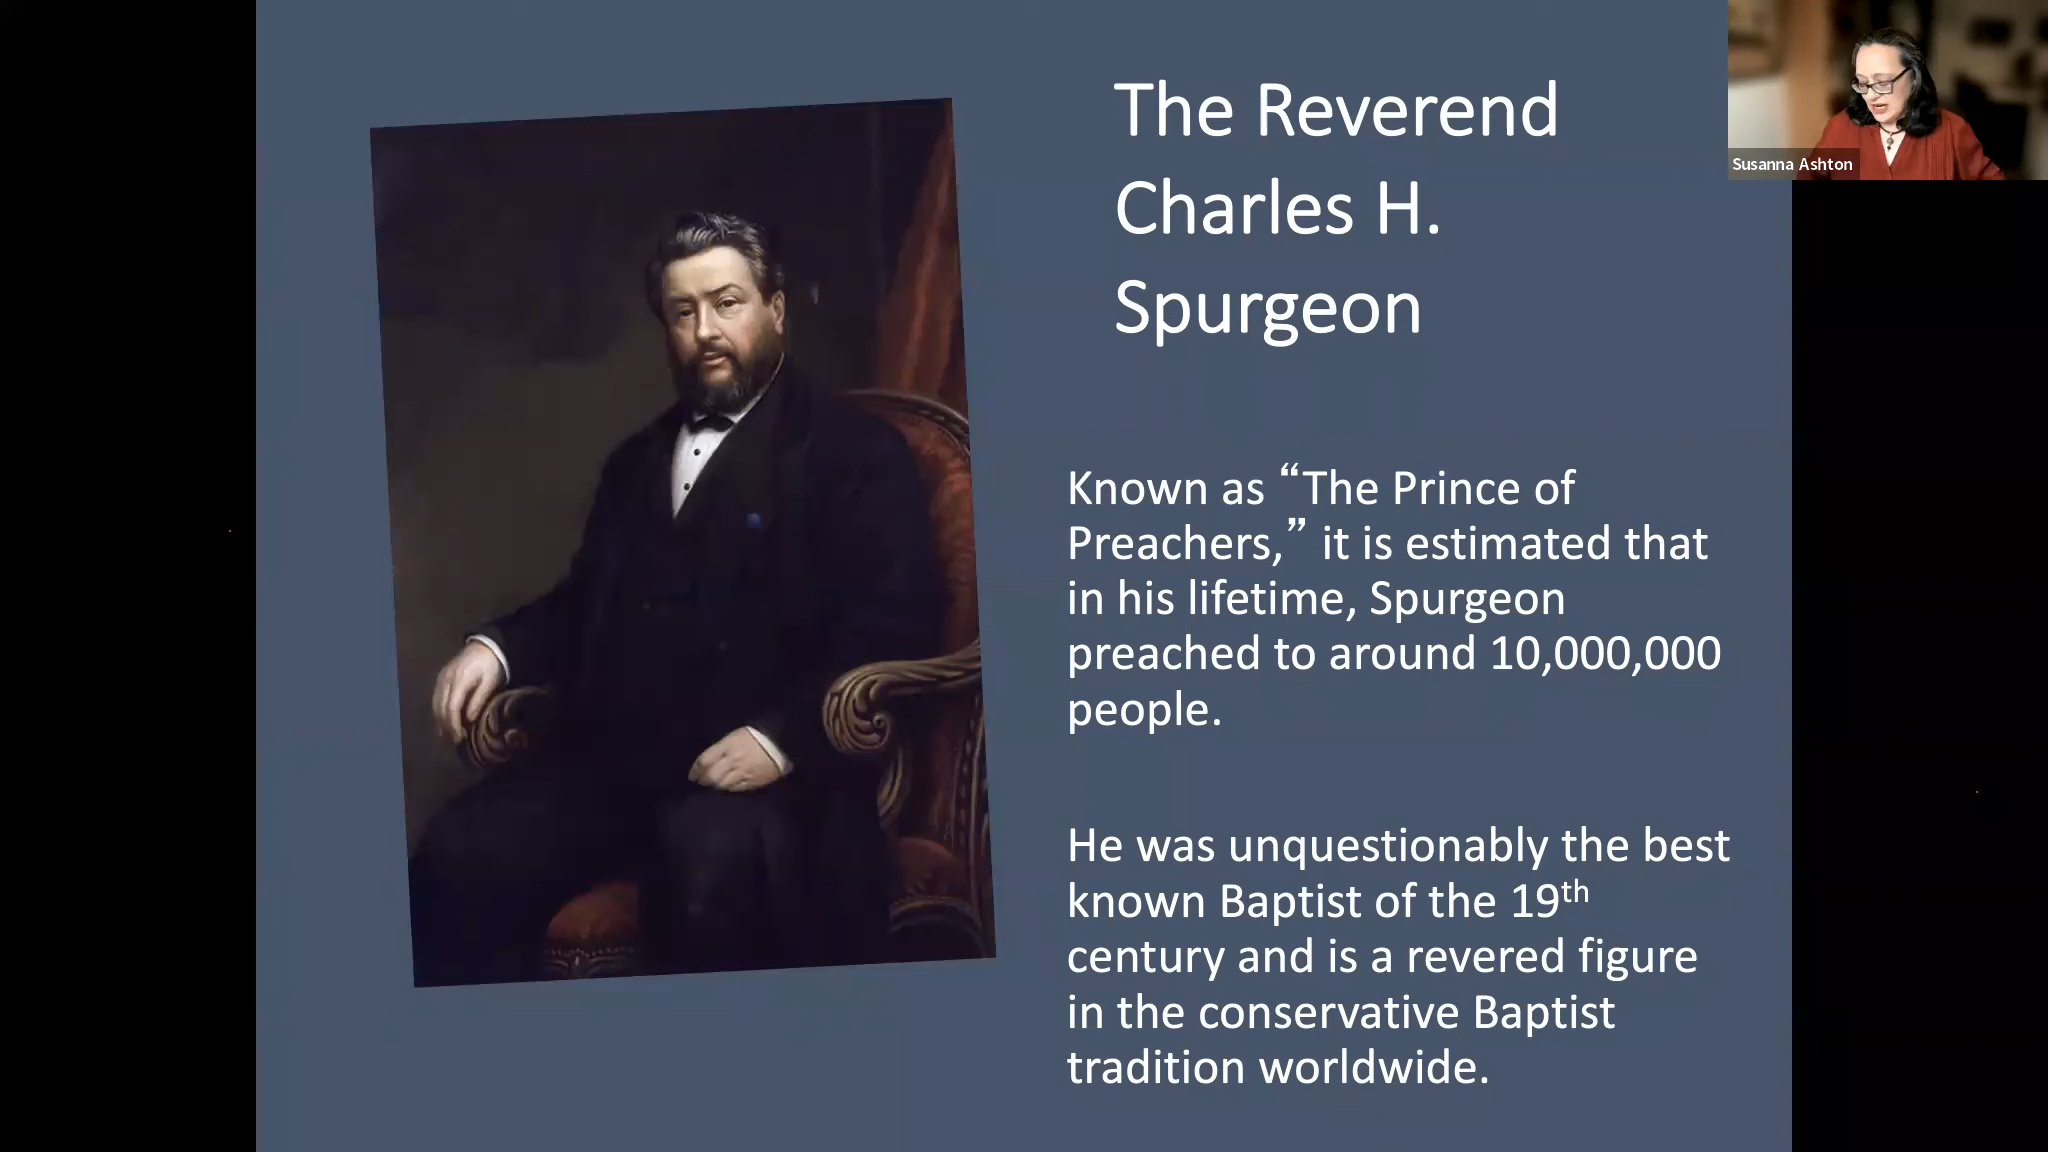 The Reverend
Charles H.
Spurgeon
Susanna Ashton
Known as “The Prince of
Preachers,” it is estimated that
in his lifetime, Spurgeon
preached to around 10,000,000
people.
He was unquestionably the best
known Baptist of the 19th
century and is a revered figure
in the conservative Baptist
tradition worldwide.